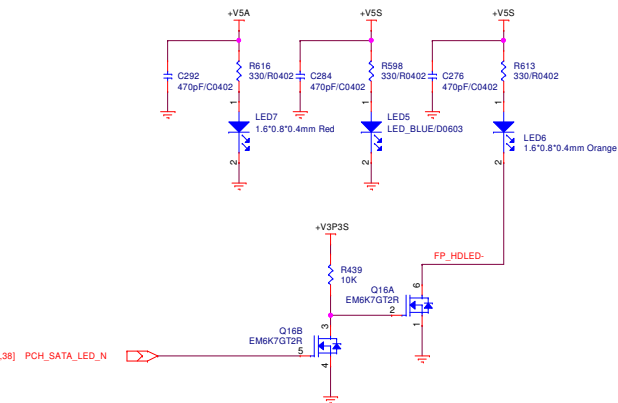 +V5A
+V5S
+V5S
C292
470pF/C0402
R616
330/R0402
C284
470pF/C0402
R598
330/R0402
C276
470pF/C0402
R613
330/R0402
1
LED7
1.6*0.8*0.4mm Red
2
1
LED5
LED_BLUE/D0603
2
1
LED6
1.6*0.8*0.4mm Orange
2
+V3P3S
FP_HDLED-
R439
10K
Q16A
EM6K7GT2R
6
2
1
Q16B
EM6K7GT2R
3
5
4
,38] PCH_SATA_LED_N